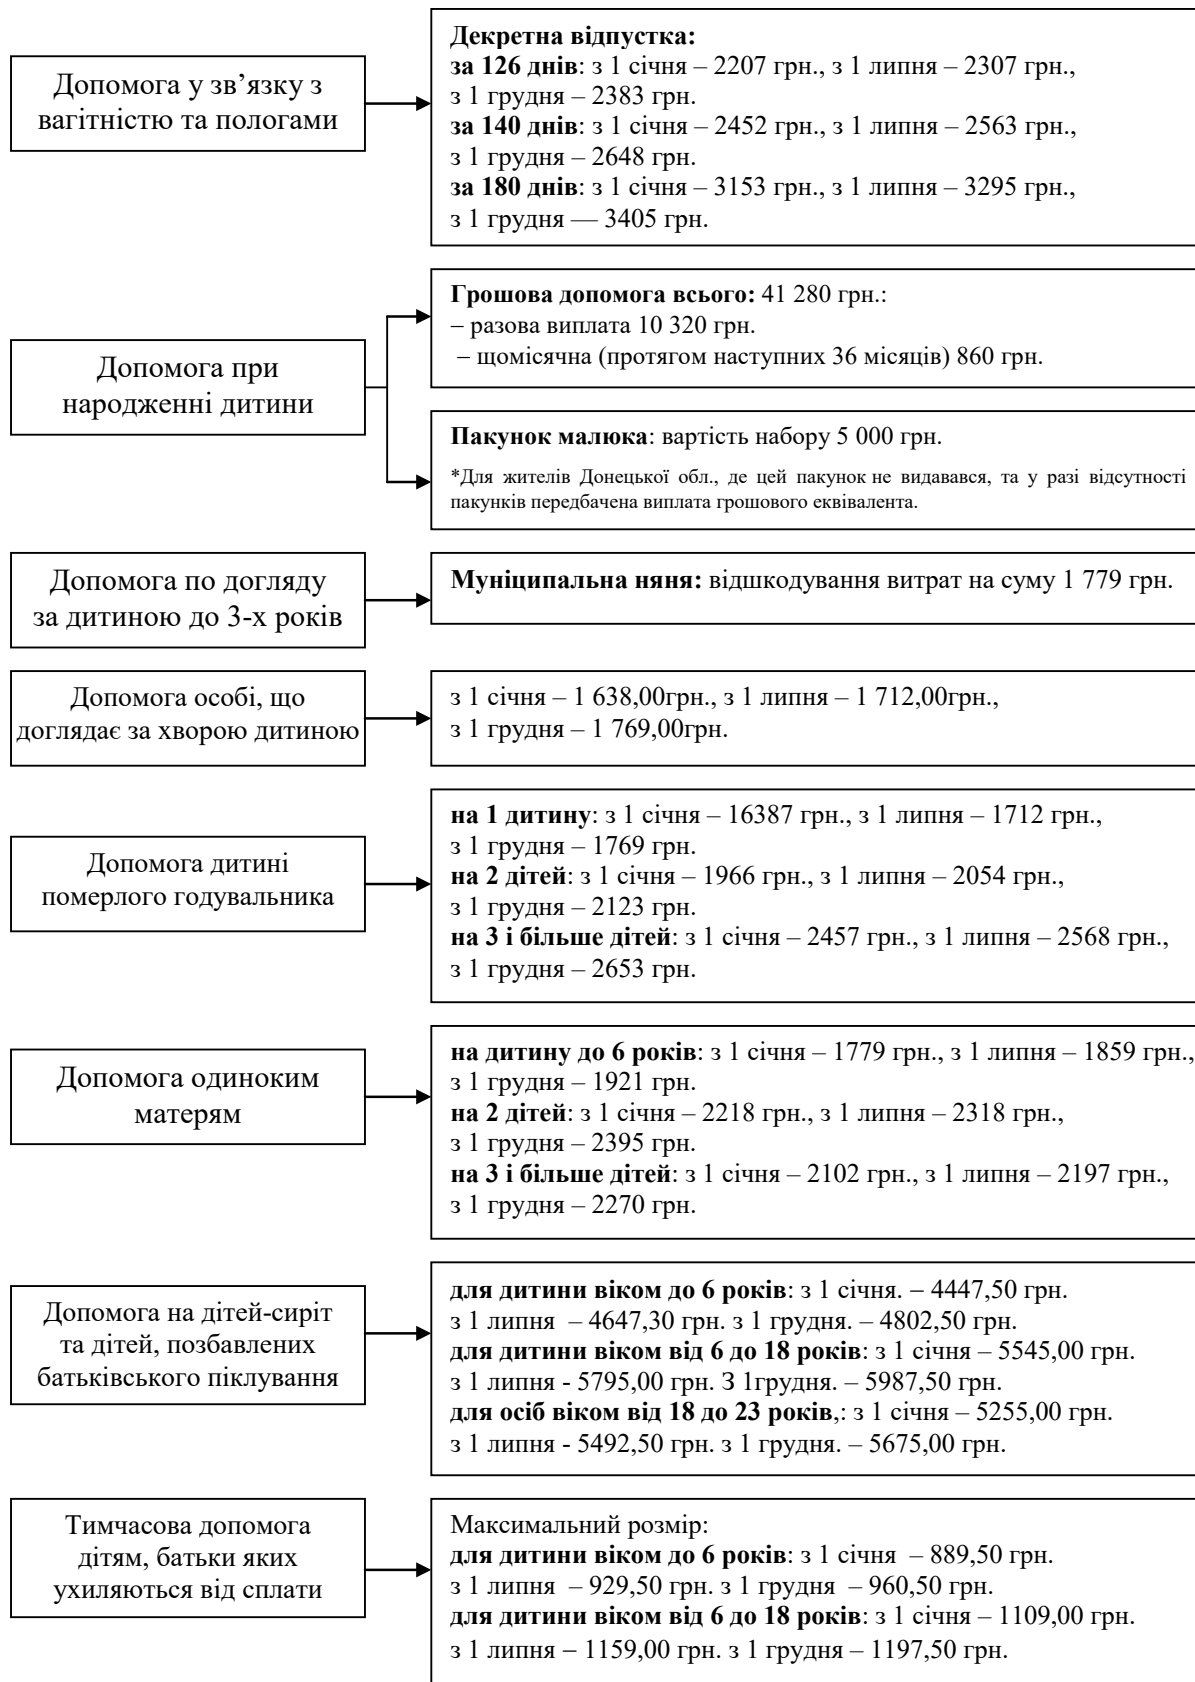 Допомога у зв’язку з
вагітністю та пологами
Декретна відпустка:
за 126 днів: з 1 січня – 2207 грн., з 1 липня – 2307 грн.,
з 1 грудня – 2383 грн.
за 140 днів: з 1 січня – 2452 грн., з 1 липня – 2563 грн.,
з 1 грудня – 2648 грн.
за 180 днів: з 1 січня – 3153 грн., з 1 липня – 3295 грн.,
з 1 грудня –– 3405 грн.
Допомога при
народженні дитини
Грошова допомога всього: 41 280 грн.:
– разова виплата 10 320 грн.
– щомісячна (протягом наступних 36 місяців) 860 грн.
Пакунок малюка: вартість набору 5 000 грн.
*Для жителів Донецької обл., де цей пакунок не видавався, та у разі відсутності
пакунків передбачена виплата грошового еквівалента.
Допомога по догляду
за дитиною до 3-х років
Муніципальна няня: відшкодування витрат на суму 1 779 грн.
Допомога особі, що
доглядає за хворою дитиною
з 1 січня – 1 638,00грн., з 1 липня – 1 712,00грн.,
з 1 грудня – 1 769,00грн.
Допомога дитині
померлого годувальника
на 1 дитину: з 1 січня – 16387 грн., з 1 липня – 1712 грн.,
з 1 грудня – 1769 грн.
на 2 дітей: з 1 січня – 1966 грн., з 1 липня – 2054 грн.,
з 1 грудня – 2123 грн.
на 3 і більше дітей: з 1 січня – 2457 грн., з 1 липня – 2568 грн.,
з 1 грудня – 2653 грн.
Допомога одиноким
матерям
на дитину до 6 років: з 1 січня – 1779 грн., з 1 липня – 1859 грн.,
з 1 грудня – 1921 грн.
на 2 дітей: з 1 січня – 2218 грн., з 1 липня – 2318 грн.,
з 1 грудня – 2395 грн.
на 3 і більше дітей: з 1 січня – 2102 грн., з 1 липня – 2197 грн.,
з 1 грудня – 2270 грн.
Допомога на дітей-сиріт
та дітей, позбавлених
батьківського піклування
для дитини віком до 6 років: з 1 січня. – 4447,50 грн.
з 1 липня – 4647,30 грн. з 1 грудня. – 4802,50 грн.
для дитини віком від 6 до 18 років: з 1 січня – 5545,00 грн.
з 1 липня - 5795,00 грн. З 1грудня. – 5987,50 грн.
для осіб віком від 18 до 23 років,: з 1 січня – 5255,00 грн.
з 1 липня - 5492,50 грн. з 1 грудня. – 5675,00 грн.
Тимчасова допомога
дітям, батьки яких
ухиляються від сплати
Максимальний розмір:
для дитини віком до 6 років: з 1 січня – 889,50 грн.
з 1 липня – 929,50 грн. з 1 грудня – 960,50 грн.
для дитини віком від 6 до 18 років: з 1 січня – 1109,00 грн.
з 1 липня – 1159,00 грн. з 1 грудня – 1197,50 грн.